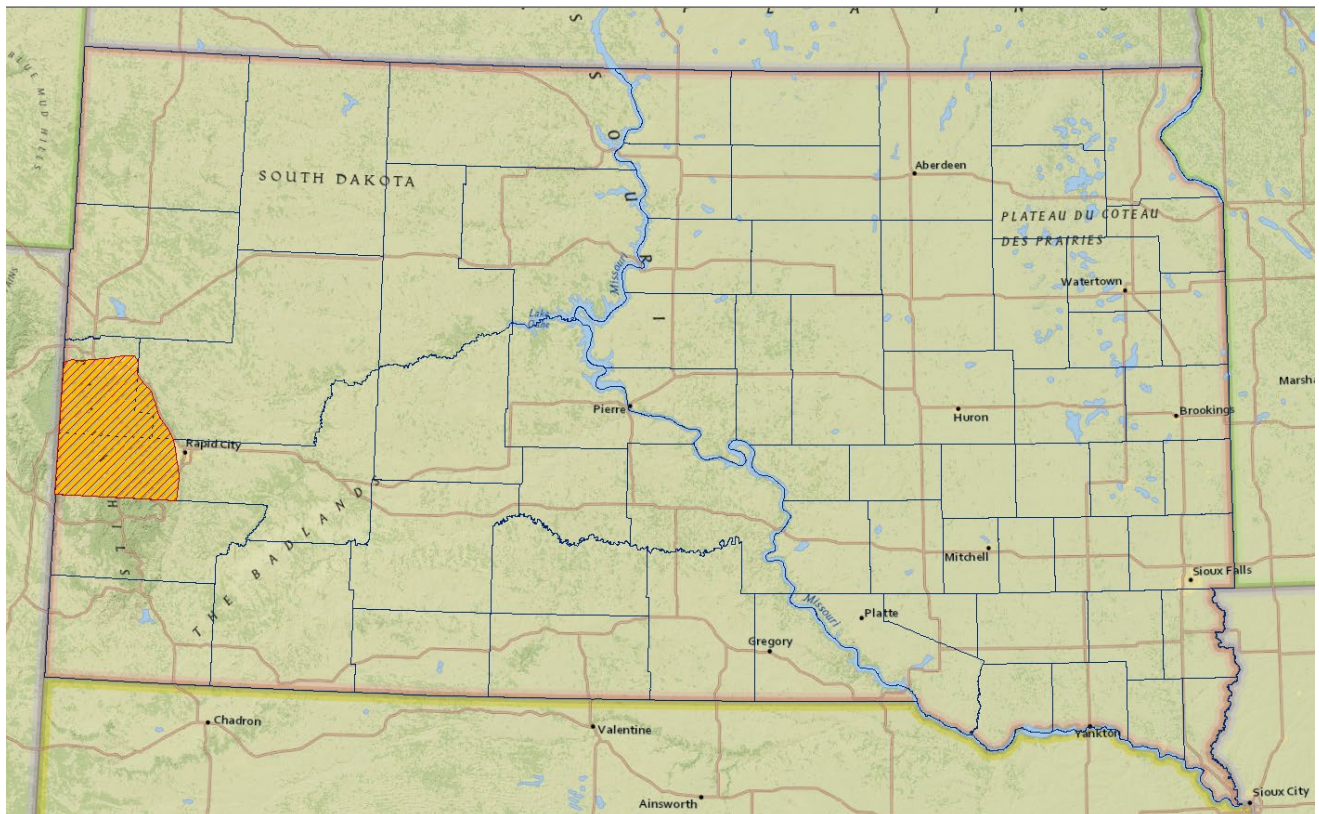 BLUE MUD HILLS
S
S
O
U
R
I
SOUTH DAKOTA
Aberdeen
PLATEAU DU COTEAU
DES PRAIRIES
Missouri
Watertown
Lake
Oahe
Pierre
Huron
Brookings
Marsha
Rapid City
H
L
S
THE BADLANDS
Mitchell
Sioux Falls
Missouri
Platte
Gregory
Chadron
Valentine
Yankton
Ainsworth
Sioux City